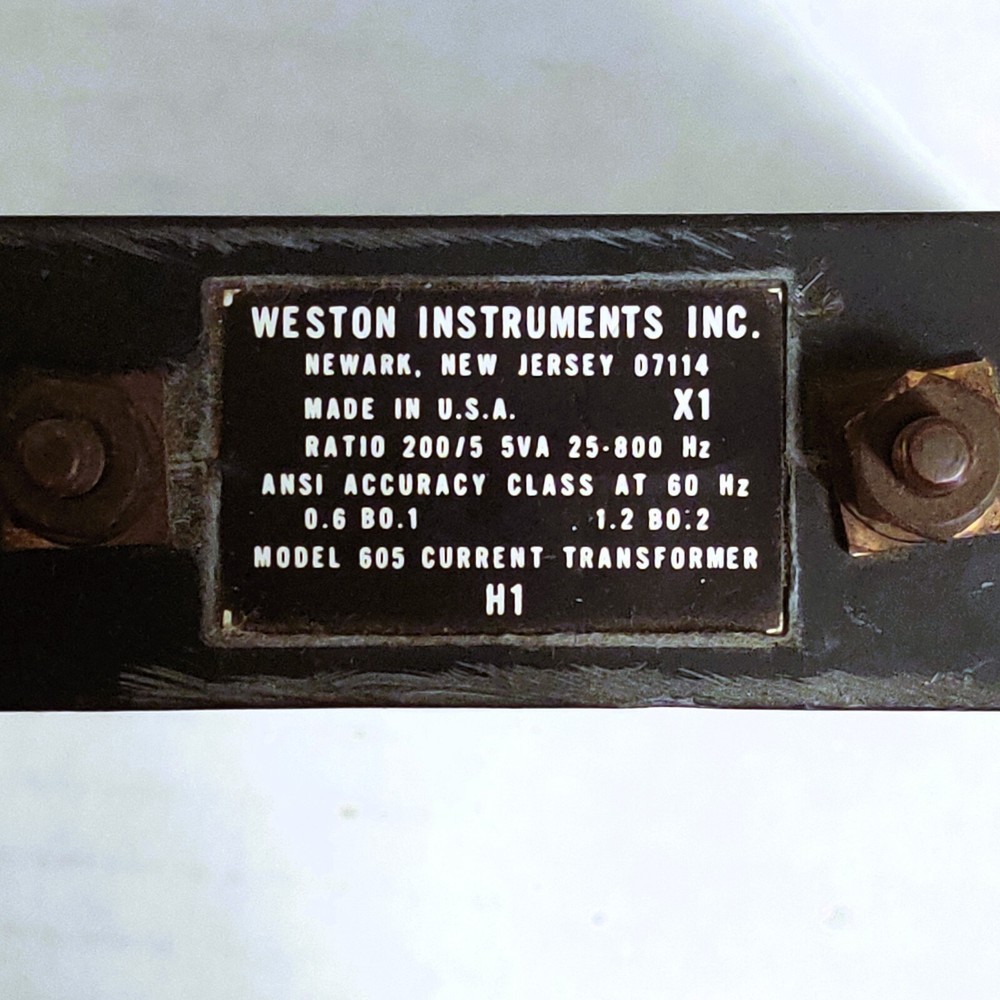 WESTON INSTRUMENTS INC.
NEWARK, NEW JERSEY 07114
MADE IN U.S.A. X1
RATIO 200/5 5VA 25-800 Hz
ANSI ACCURACY CLASS AT 60 Hz
0.6 B0.1 1.2 B0.2
MODEL 605 CURRENT TRANSFORMER
H1